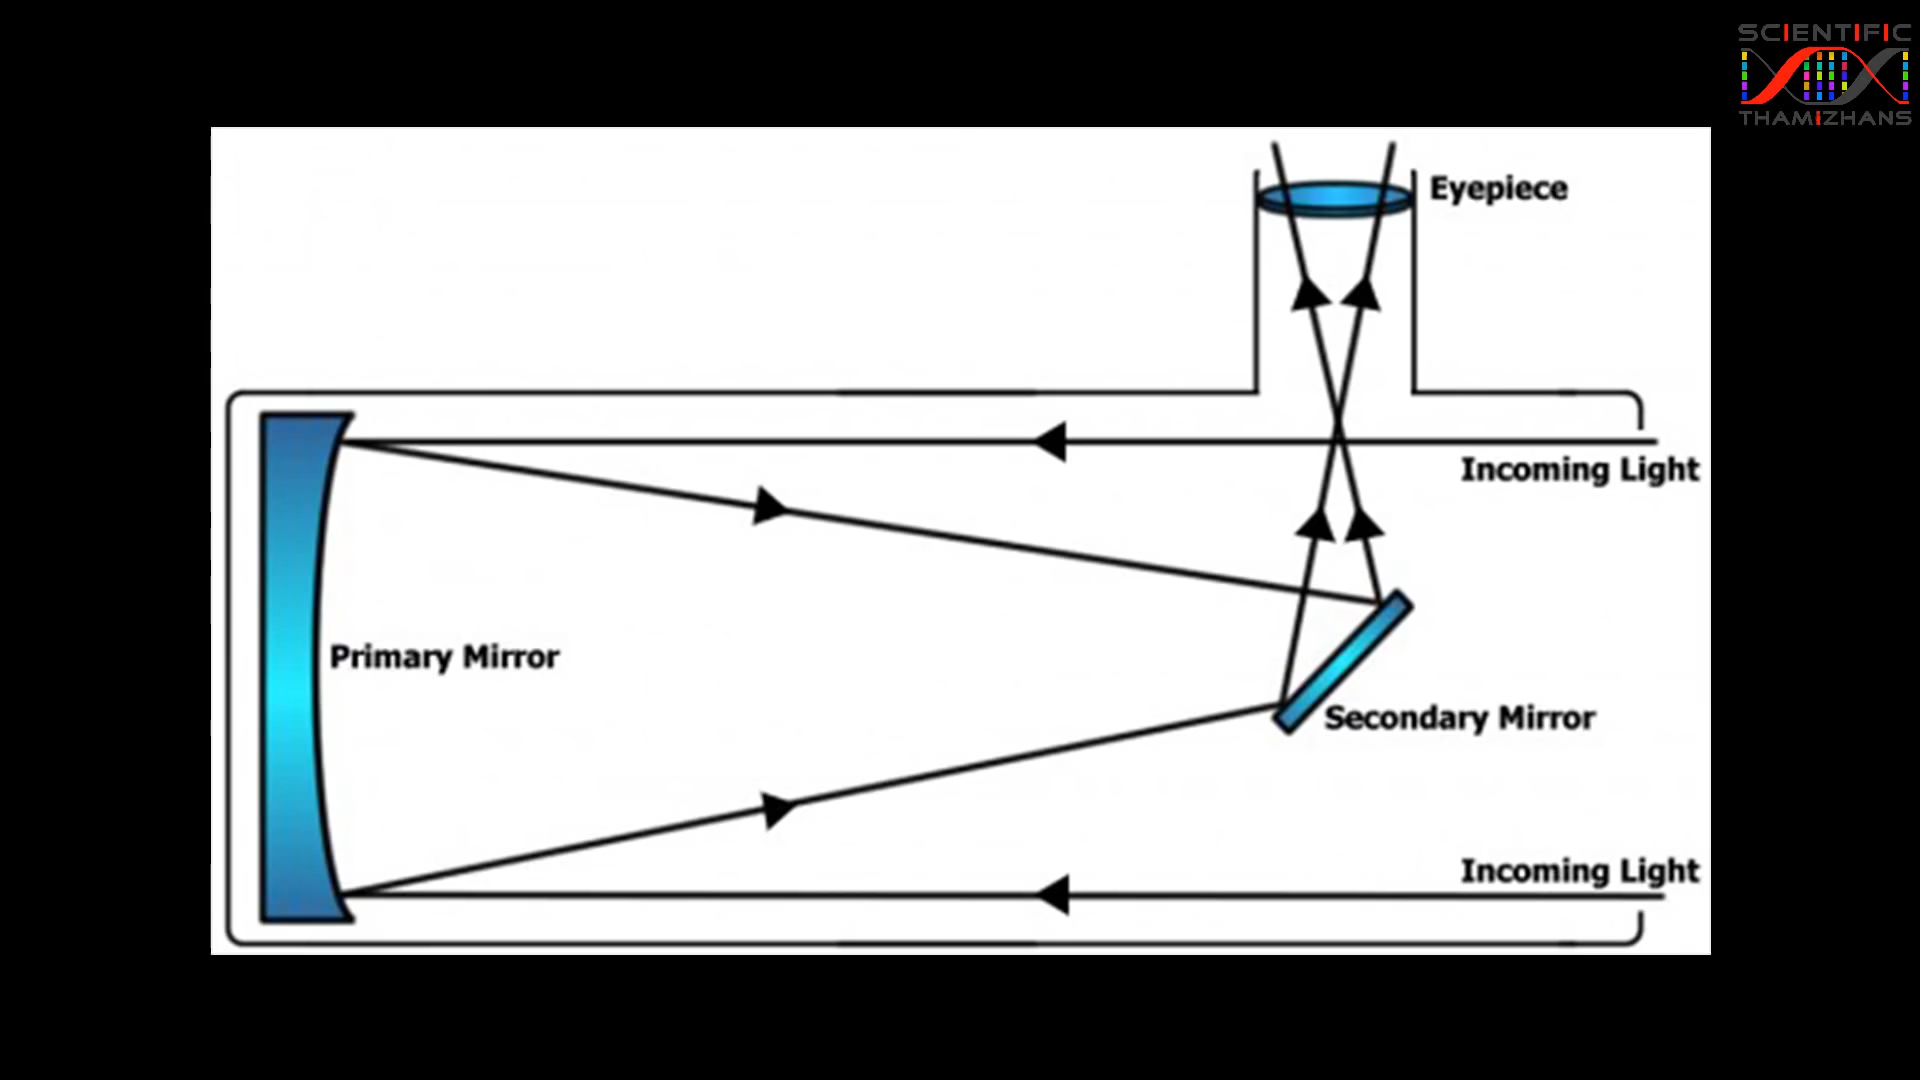 SCIENTIFIC
THAMIZHANS
Eyepiece
Incoming Light
Primary Mirror
Secondary Mirror
Incoming Light